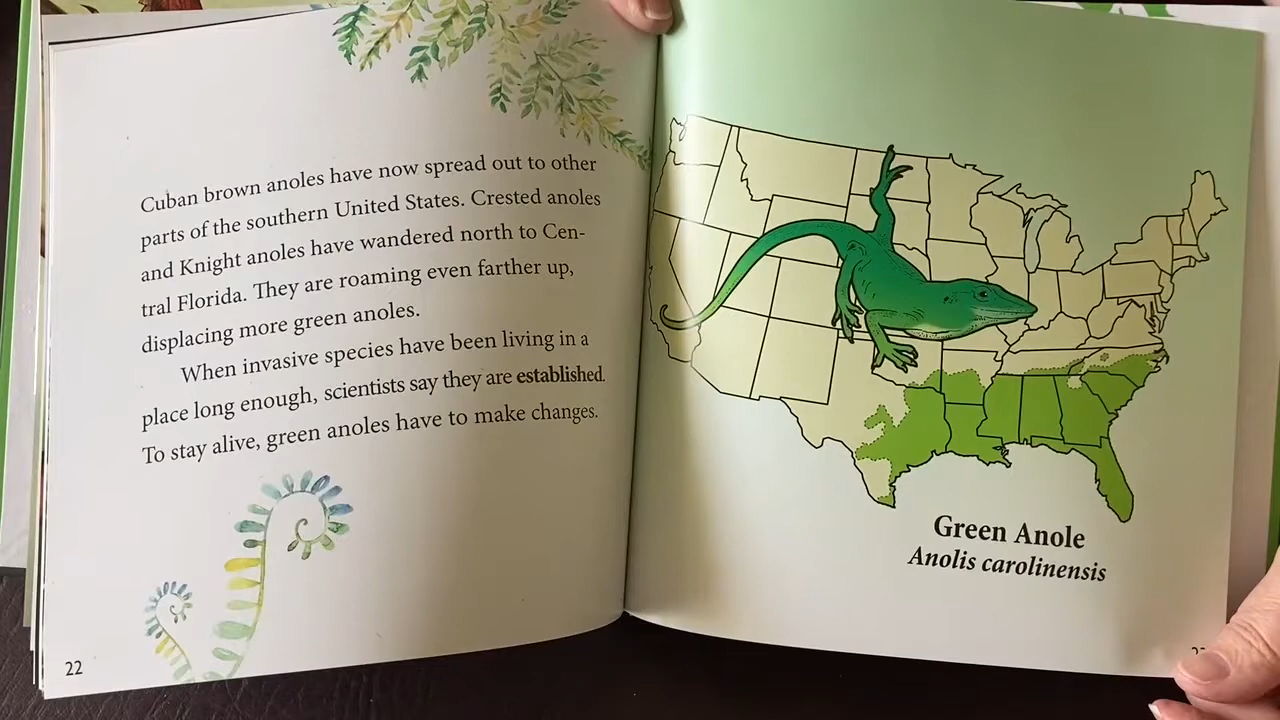 Cuban brown anoles have now spread out to other
parts of the southern United States. Crested anoles
and Knight anoles have wandered north to Cen-
tral Florida. They are roaming even farther up,
displacing more green anoles.
When invasive species have been living in a
place long enough, scientists say they are established.
To stay alive, green anoles have to make changes.
22
Green Anole
Anolis carolinensis